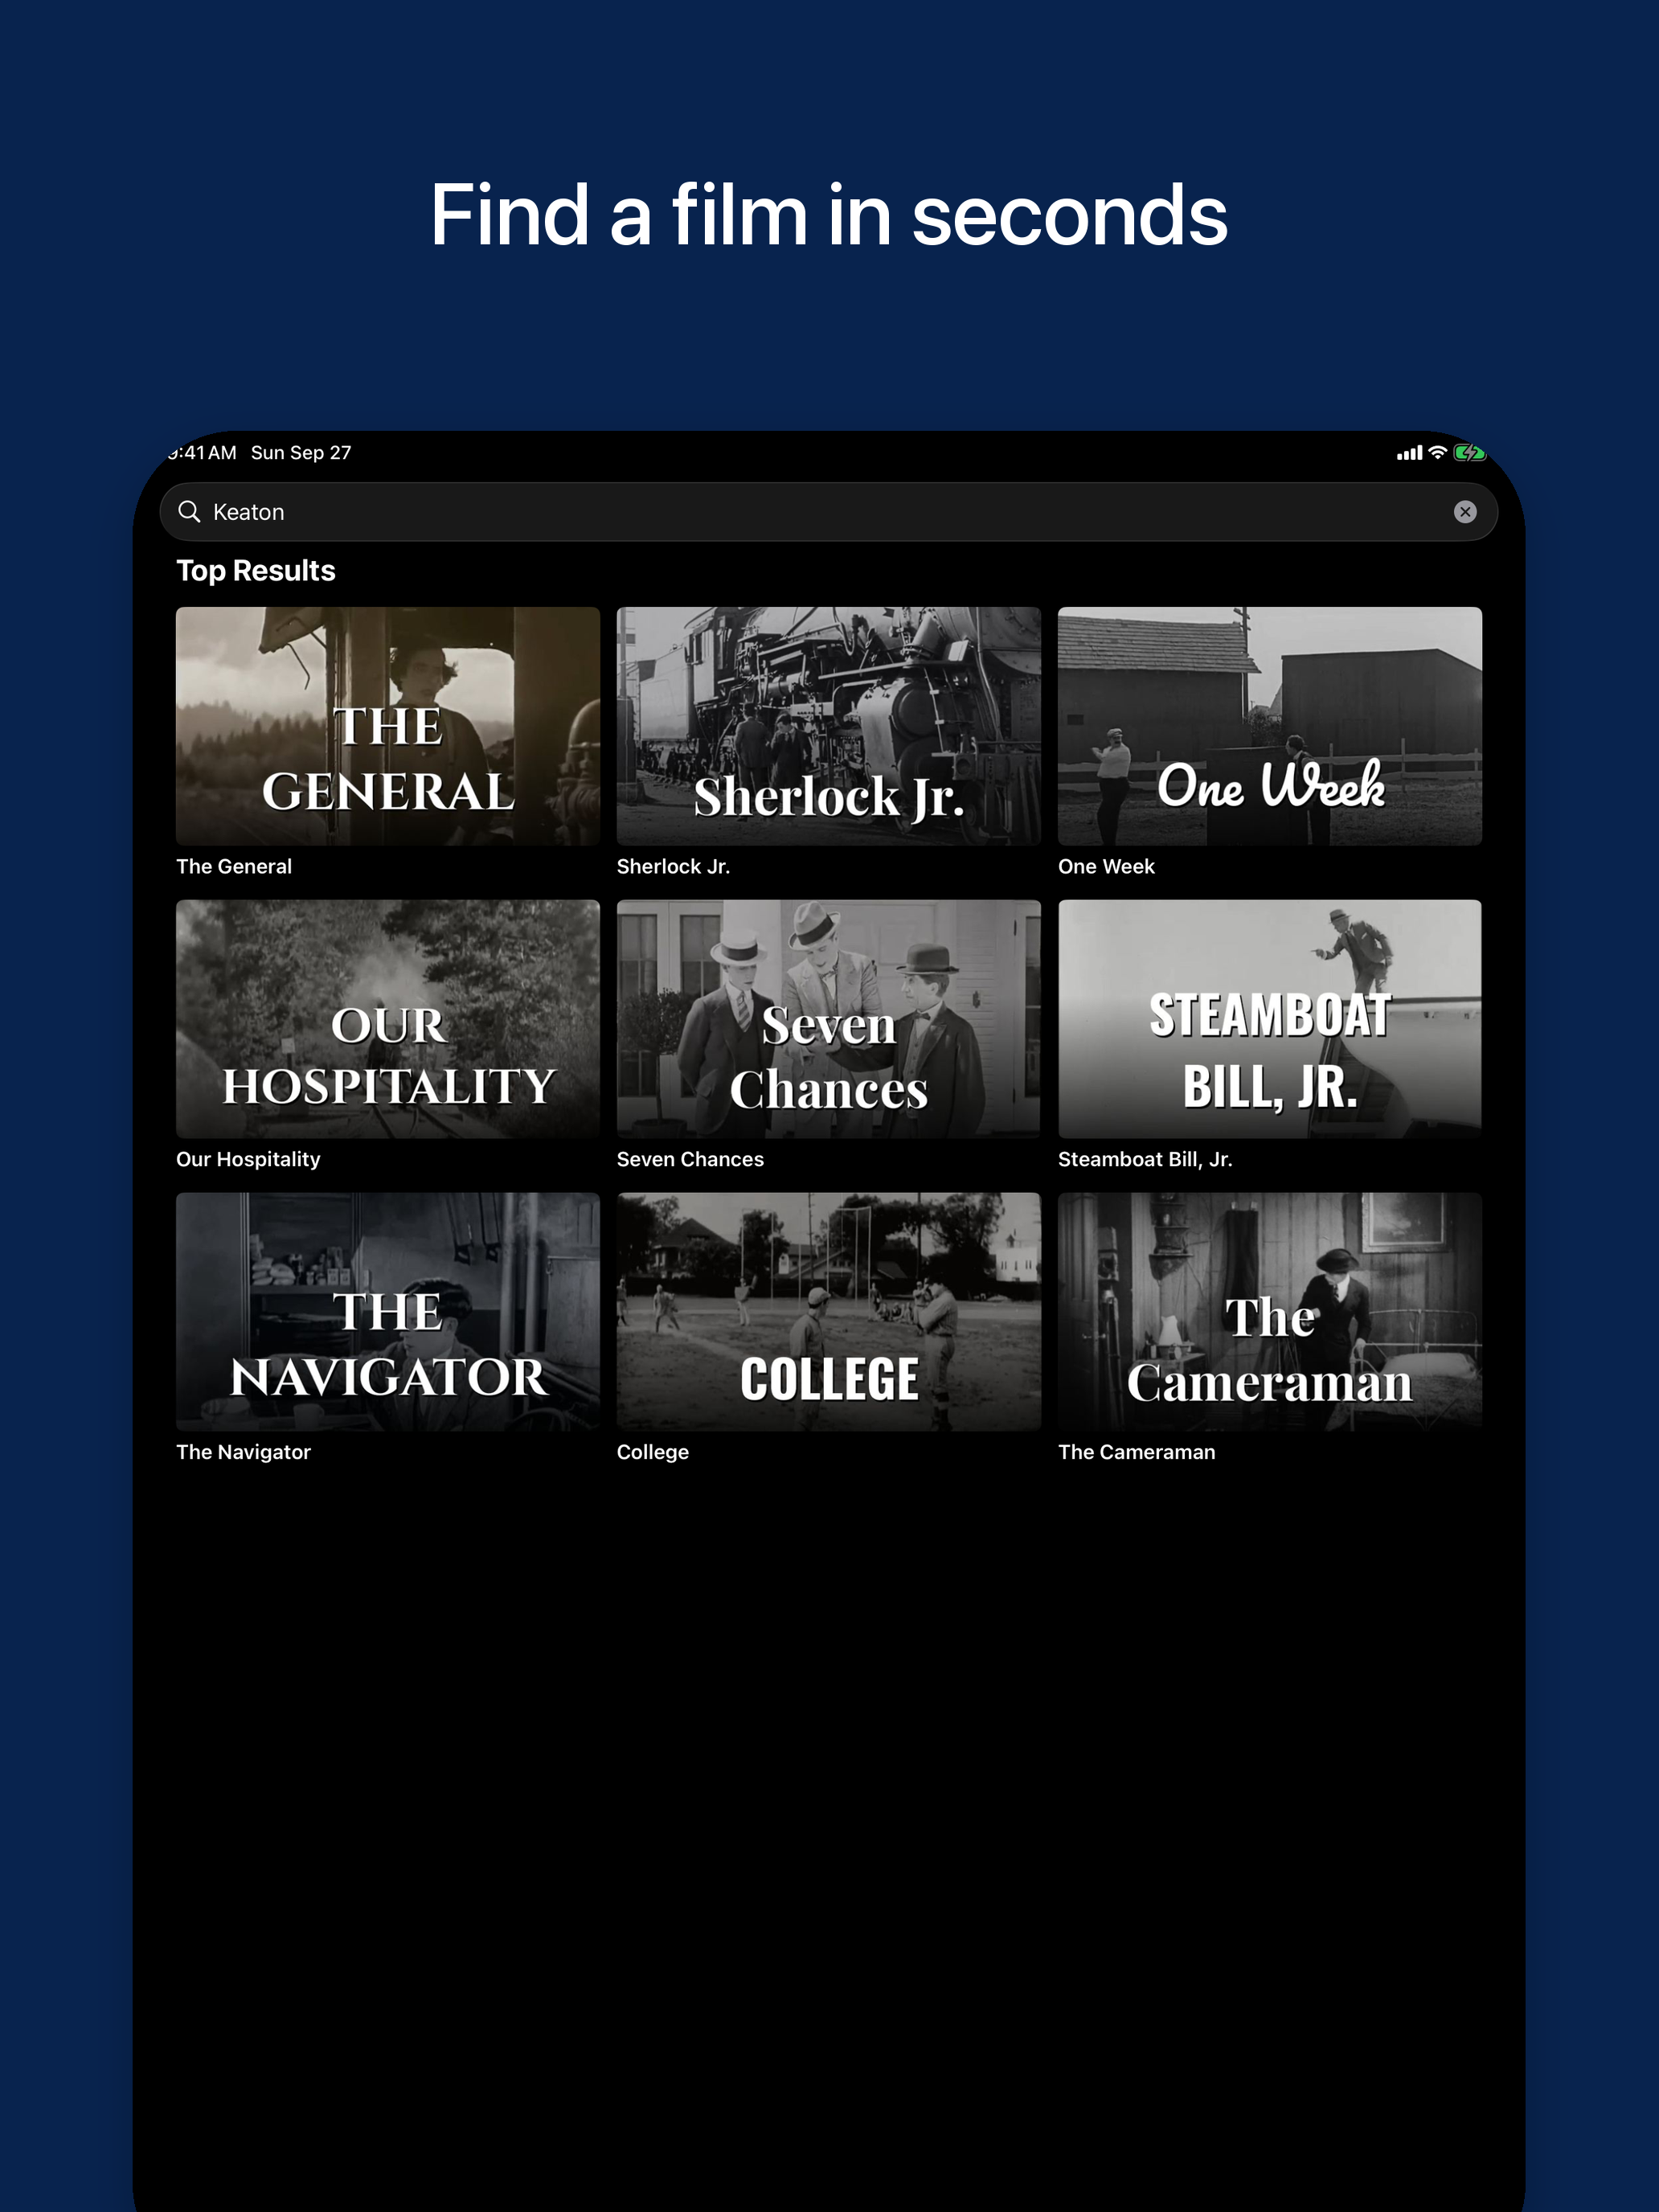 Find a film in seconds
9:41 AM Sun Sep 27
Keaton
Top Results
THE
GENERAL
Sherlock Jr.
One Week
The General
Sherlock Jr.
One Week
OUR
HOSPITALITY
Seven
Chances
STEAMBOAT
BILL, JR.
Our Hospitality
Seven Chances
Steamboat Bill, Jr.
THE
NAVIGATOR
COLLEGE
The
Cameraman
The Navigator
College
The Cameraman